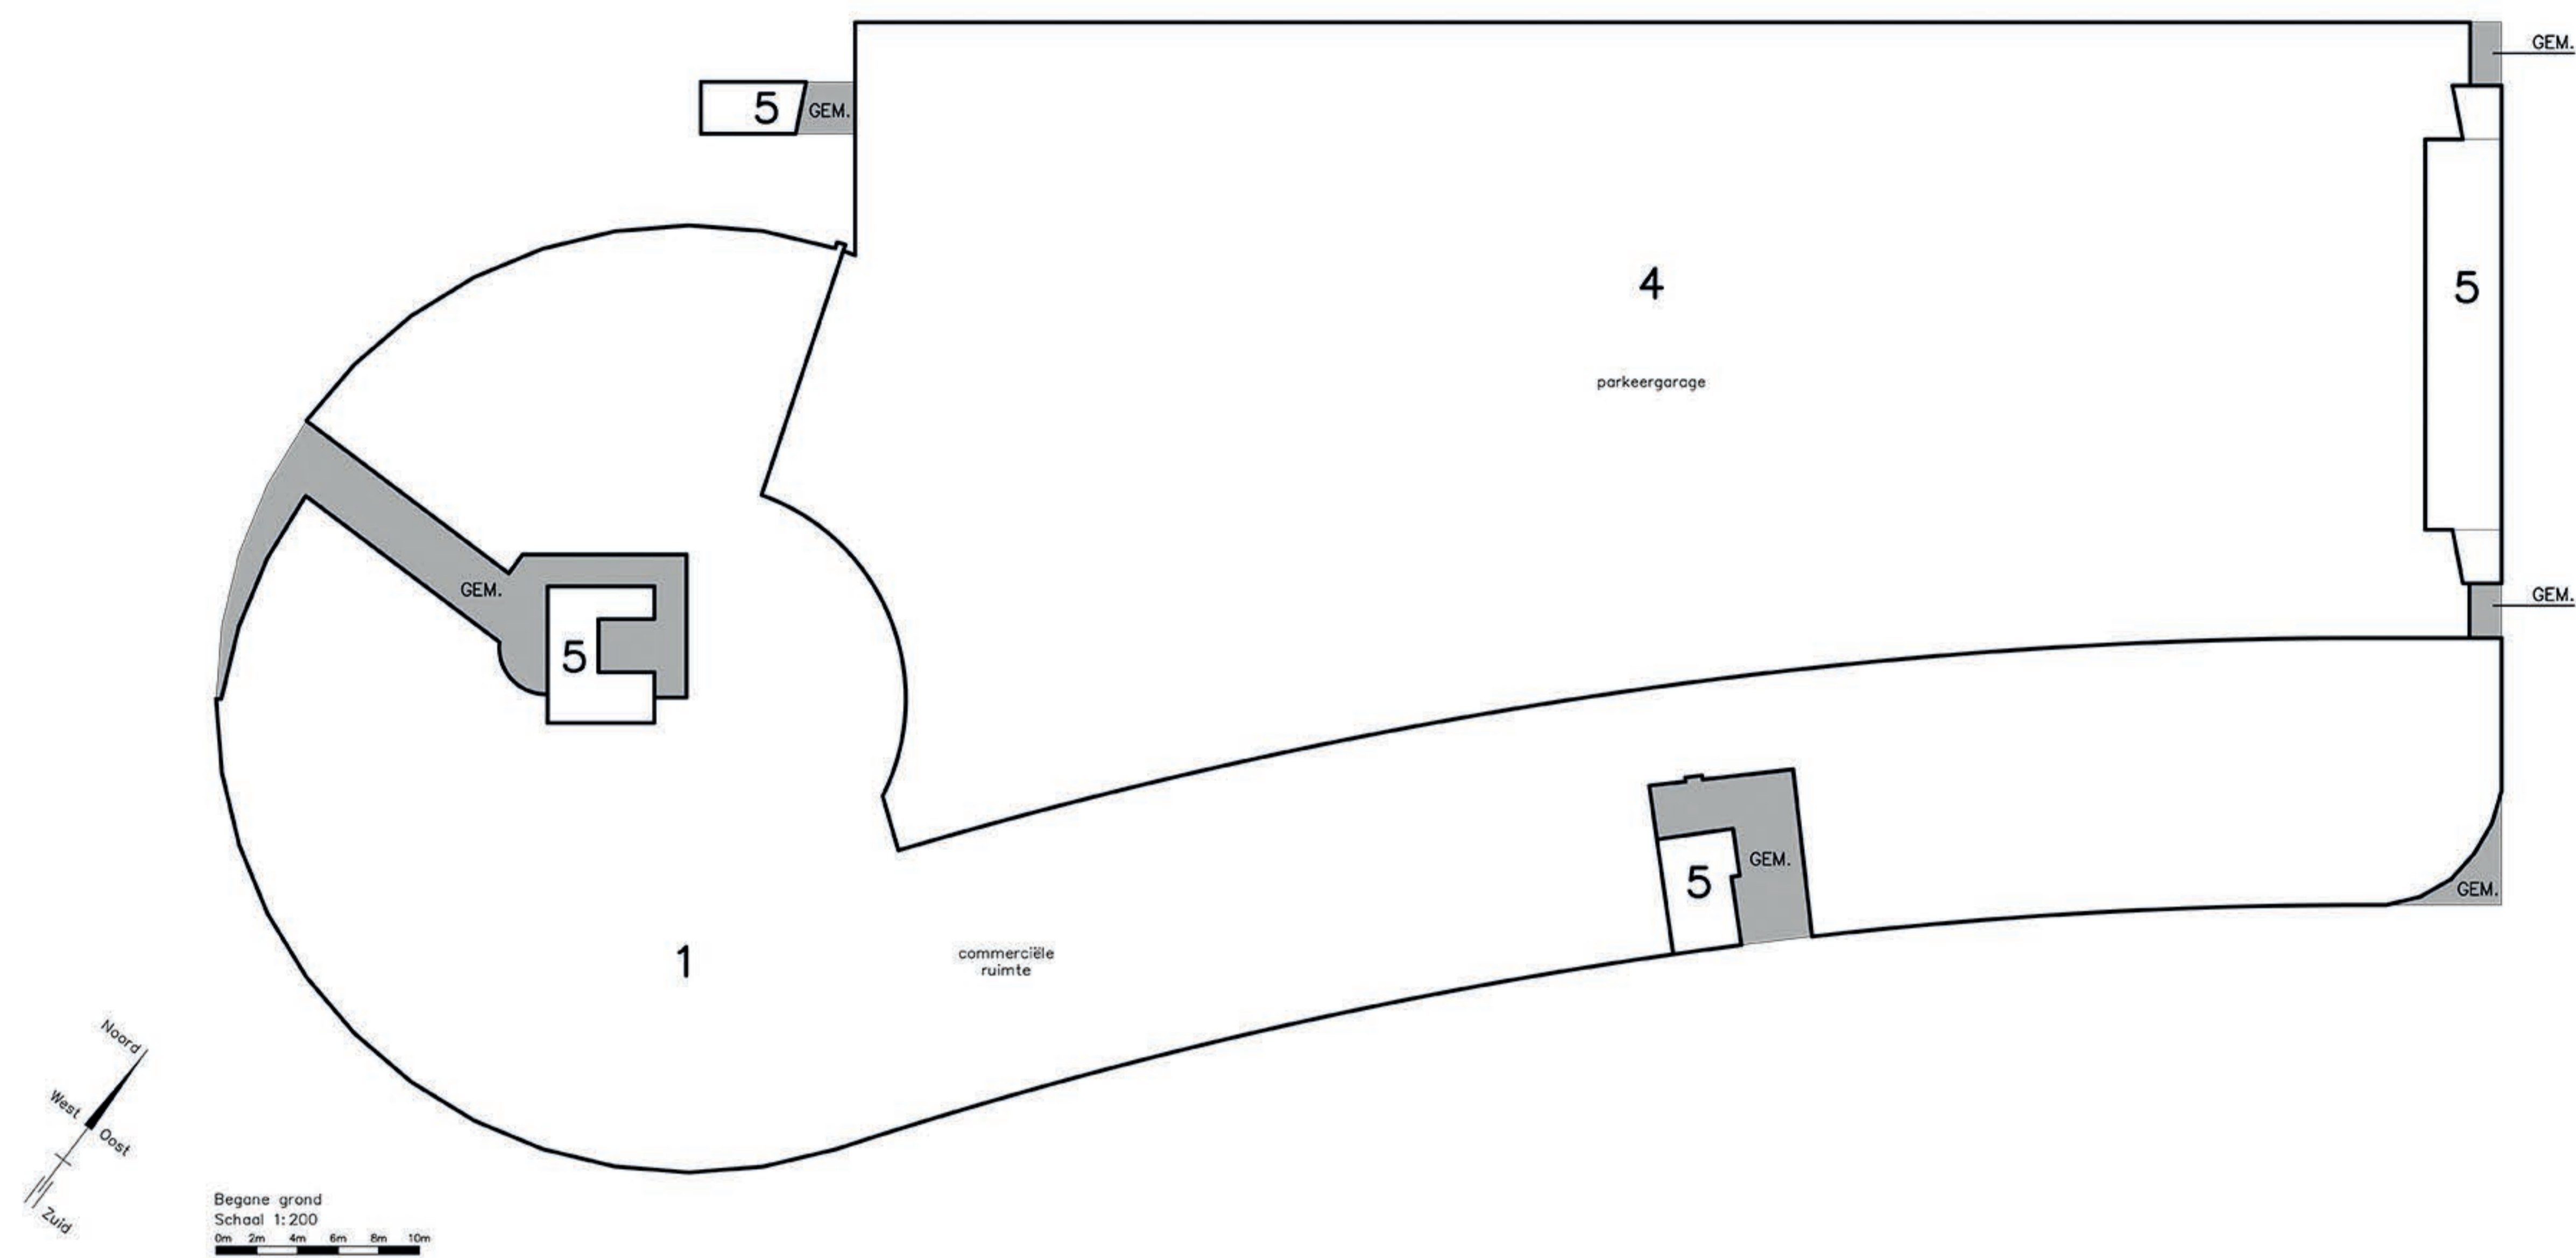 GEM.
5
GEM.
4
5
parkeergarage
GEM.
GEM.
5
GEM.
5
GEM.
1
commerciële
ruimte
Noord
West
Oost
Zuid
Begane grond
Schaal 1:200
0m 2m 4m 6m 8m 10m